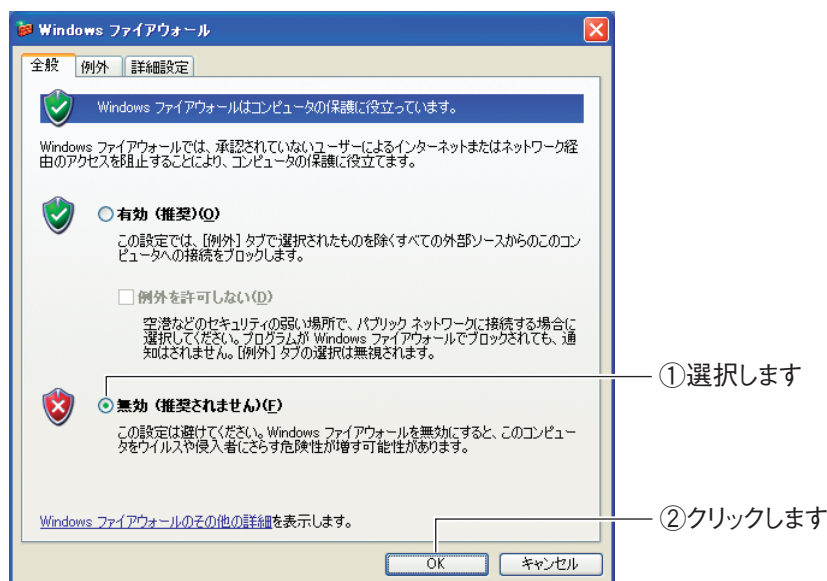 Windows ファイアウォール
全般 例外 詳細設定
Windows ファイアウォールはコンピュータの保護に役立っています。
Windows ファイアウォールでは、承認されていないユーザーによるインターネットまたはネットワーク経
由のアクセスを阻止することにより、コンピュータの保護に役立てます。
有効 (推奨)(O)
この設定では、[例外] タブで選択されたものを除くすべての外部ソースからのこのコン
ピュータへの接続をブロックします。
例外を許可しない(D)
空港などのセキュリティの弱い場所で、パブリック ネットワークに接続する場合に
選択してください。プログラムが Windows ファイアウォールでブロックされても、通
知はされません。[例外] タブの選択は無視されます。
①選択します
無効 (推奨されません)(F)
この設定は避けてください。Windows ファイアウォールを無効にすると、このコンピュー
タをウイルスや侵入者にさらす危険性が増す可能性があります。
Windows ファイアウォールのその他の詳細を表示します。
②クリックします
OK キャンセル